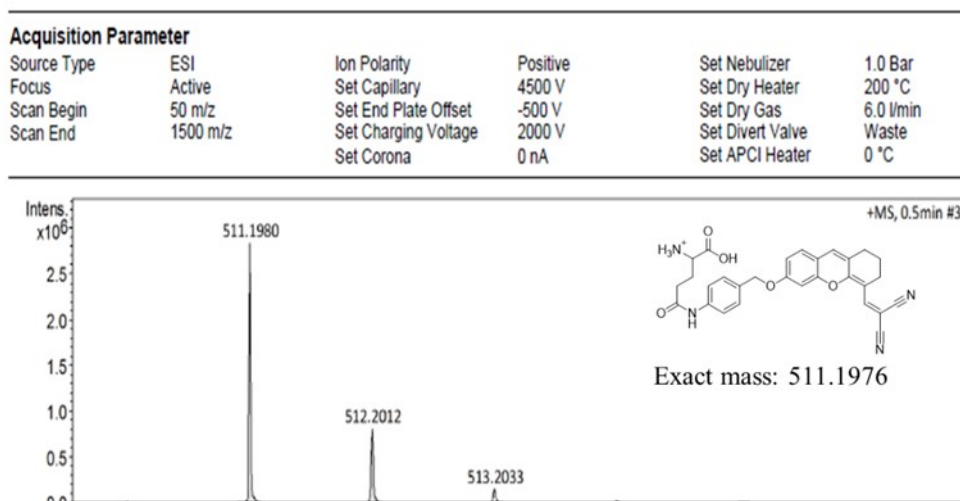 Acquisition Parameter
Source Type ESI Ion Polarity Positive Set Nebulizer 1.0 Bar
Focus Active Set Capillary 4500 V Set Dry Heater 200 °C
Scan Begin 50 m/z Set End Plate Offset -500 V Set Dry Gas 6.0 l/min
Scan End 1500 m/z Set Charging Voltage 2000 V Set Divert Valve Waste
Set Corona 0 nA Set APCI Heater 0 °C
Intens. +MS, 0.5min #3
x10⁶
511.1980
2.5
2.0
1.5
1.0
0.5
0.0
512.2012
513.2033
H₃N⁺ O OH
O N H O O N N
Exact mass: 511.1976